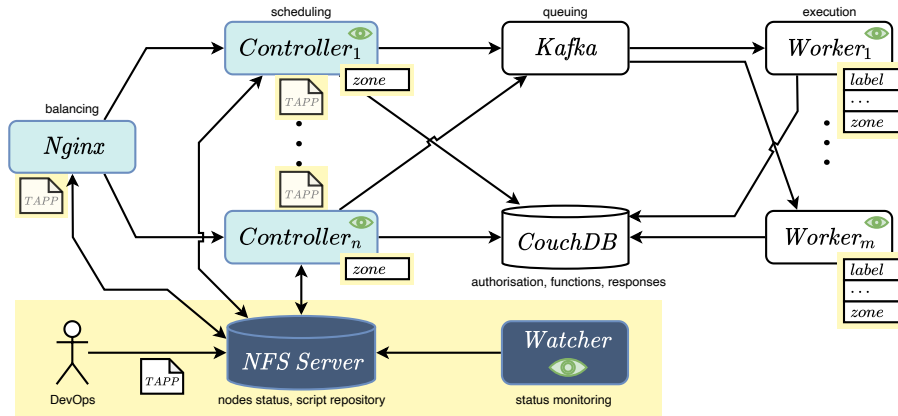 scheduling
queuing
execution
Controller₁
Kafka
Worker₁
zone
label
...
zone
TAPP
balancing
Nginx
TAPP
TAPP
Controllerₙ
CouchDB
Workerₘ
zone
authorisation, functions, responses
label
...
zone
NFS Server
Watcher
TAPP
DevOps
nodes status, script repository
status monitoring